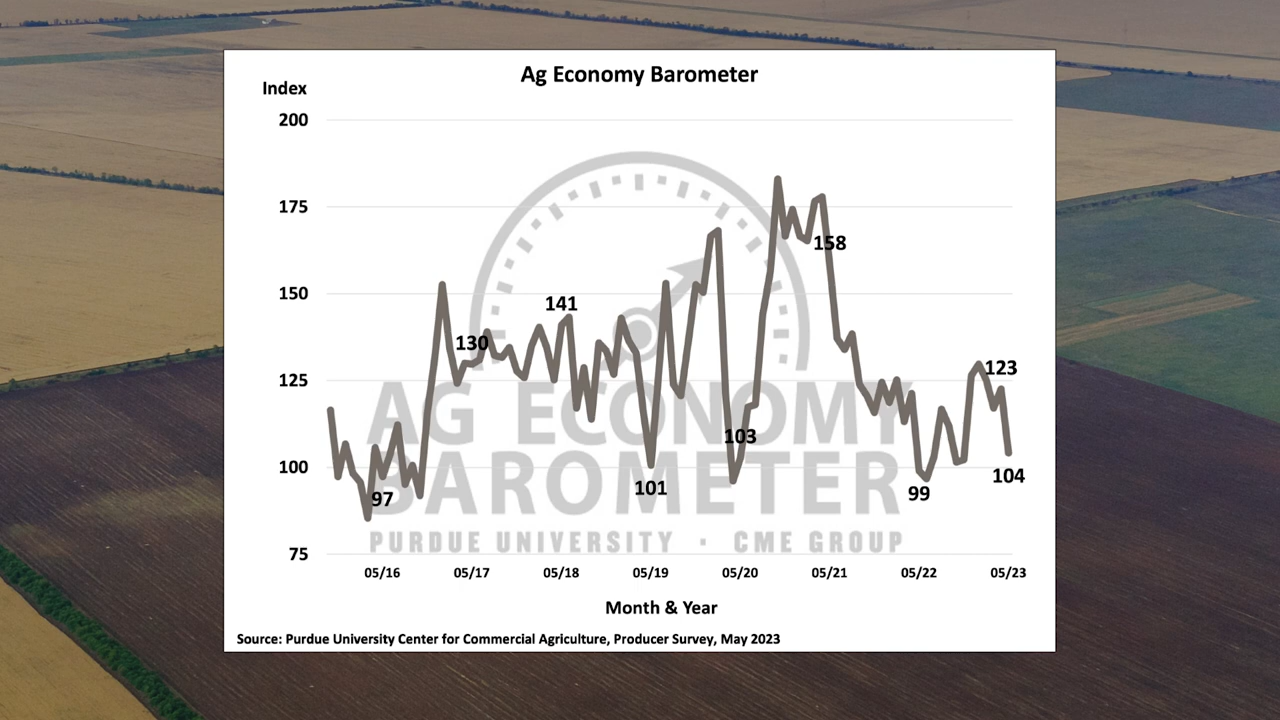 Ag Economy Barometer
Index
200
175
150
125
100
75
97
130
141
101
103
158
99
123
104
AG ECONOMY
BAROMETER
PURDUE UNIVERSITY · CME GROUP
05/16 05/17 05/18 05/19 05/20 05/21 05/22 05/23
Month & Year
Source: Purdue University Center for Commercial Agriculture, Producer Survey, May 2023